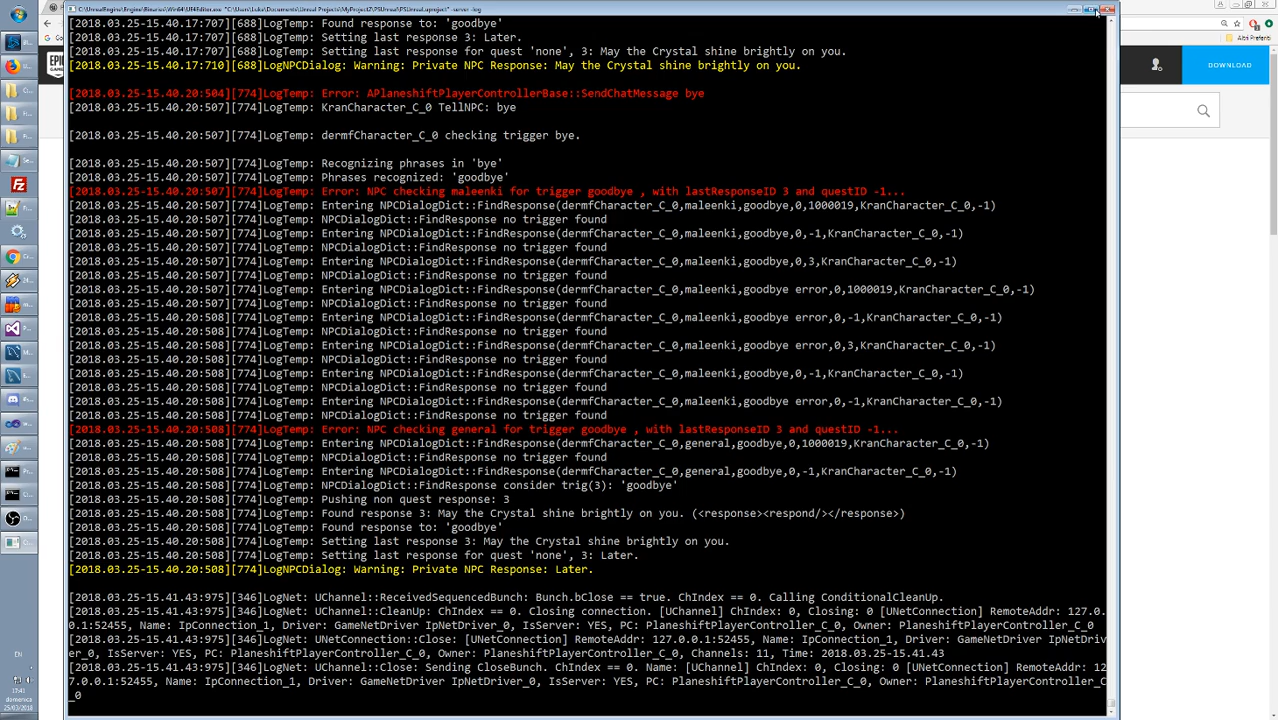 C:\UnrealEngine\Engine\Binaries\Win64\UE4Editor.exe "C:\Users\Luka\Documents\Unreal Projects\MyProject2\PSUnreal\PSUnreal.uproject" -server -log
[2018.03.25-15.40.17:707][688]LogTemp: Found response to: 'goodbye'
[2018.03.25-15.40.17:707][688]LogTemp: Setting last response 3: Later.
[2018.03.25-15.40.17:707][688]LogTemp: Setting last response for quest 'none', 3: May the Crystal shine brightly on you.
[2018.03.25-15.40.17:710][688]LogNPCDialog: Warning: Private NPC Response: May the Crystal shine brightly on you.
[2018.03.25-15.40.20:504][774]LogTemp: Error: APlaneshiftPlayerControllerBase::SendChatMessage bye
[2018.03.25-15.40.20:507][774]LogTemp: KranCharacter_C_0 TellNPC: bye
[2018.03.25-15.40.20:507][774]LogTemp: dermfCharacter_C_0 checking trigger bye.
[2018.03.25-15.40.20:507][774]LogTemp: Recognizing phrases in 'bye'
[2018.03.25-15.40.20:507][774]LogTemp: Phrases recognized: 'goodbye'
[2018.03.25-15.40.20:507][774]LogTemp: Error: NPC checking maleenki for trigger goodbye , with lastResponseID 3 and questID -1...
[2018.03.25-15.40.20:507][774]LogTemp: Entering NPCDialogDict::FindResponse(dermfCharacter_C_0,maleenki,goodbye,0,1000019,KranCharacter_C_0,-1)
[2018.03.25-15.40.20:507][774]LogTemp: NPCDialogDict::FindResponse no trigger found
[2018.03.25-15.40.20:507][774]LogTemp: Entering NPCDialogDict::FindResponse(dermfCharacter_C_0,maleenki,goodbye,0,-1,KranCharacter_C_0,-1)
[2018.03.25-15.40.20:507][774]LogTemp: NPCDialogDict::FindResponse no trigger found
[2018.03.25-15.40.20:507][774]LogTemp: Entering NPCDialogDict::FindResponse(dermfCharacter_C_0,maleenki,goodbye,0,3,KranCharacter_C_0,-1)
[2018.03.25-15.40.20:507][774]LogTemp: NPCDialogDict::FindResponse no trigger found
[2018.03.25-15.40.20:507][774]LogTemp: Entering NPCDialogDict::FindResponse(dermfCharacter_C_0,maleenki,goodbye error,0,1000019,KranCharacter_C_0,-1)
[2018.03.25-15.40.20:507][774]LogTemp: NPCDialogDict::FindResponse no trigger found
[2018.03.25-15.40.20:508][774]LogTemp: Entering NPCDialogDict::FindResponse(dermfCharacter_C_0,maleenki,goodbye error,0,-1,KranCharacter_C_0,-1)
[2018.03.25-15.40.20:508][774]LogTemp: NPCDialogDict::FindResponse no trigger found
[2018.03.25-15.40.20:508][774]LogTemp: Entering NPCDialogDict::FindResponse(dermfCharacter_C_0,maleenki,goodbye error,0,3,KranCharacter_C_0,-1)
[2018.03.25-15.40.20:508][774]LogTemp: NPCDialogDict::FindResponse no trigger found
[2018.03.25-15.40.20:508][774]LogTemp: Entering NPCDialogDict::FindResponse(dermfCharacter_C_0,maleenki,goodbye,0,-1,KranCharacter_C_0,-1)
[2018.03.25-15.40.20:508][774]LogTemp: NPCDialogDict::FindResponse no trigger found
[2018.03.25-15.40.20:508][774]LogTemp: Entering NPCDialogDict::FindResponse(dermfCharacter_C_0,maleenki,goodbye error,0,-1,KranCharacter_C_0,-1)
[2018.03.25-15.40.20:508][774]LogTemp: NPCDialogDict::FindResponse no trigger found
[2018.03.25-15.40.20:508][774]LogTemp: Error: NPC checking general for trigger goodbye , with lastResponseID 3 and questID -1...
[2018.03.25-15.40.20:508][774]LogTemp: Entering NPCDialogDict::FindResponse(dermfCharacter_C_0,general,goodbye,0,1000019,KranCharacter_C_0,-1)
[2018.03.25-15.40.20:508][774]LogTemp: NPCDialogDict::FindResponse no trigger found
[2018.03.25-15.40.20:508][774]LogTemp: Entering NPCDialogDict::FindResponse(dermfCharacter_C_0,general,goodbye,0,-1,KranCharacter_C_0,-1)
[2018.03.25-15.40.20:508][774]LogTemp: NPCDialogDict::FindResponse consider trig(3): 'goodbye'
[2018.03.25-15.40.20:508][774]LogTemp: Pushing non quest response: 3
[2018.03.25-15.40.20:508][774]LogTemp: Found response 3: May the Crystal shine brightly on you. (<response><respond/></response>)
[2018.03.25-15.40.20:508][774]LogTemp: Found response to: 'goodbye'
[2018.03.25-15.40.20:508][774]LogTemp: Setting last response 3: May the Crystal shine brightly on you.
[2018.03.25-15.40.20:508][774]LogTemp: Setting last response for quest 'none', 3: Later.
[2018.03.25-15.40.20:508][774]LogNPCDialog: Warning: Private NPC Response: Later.
[2018.03.25-15.41.43:975][346]LogNet: UChannel::ReceivedSequencedBunch: Bunch.bClose == true. ChIndex == 0. Calling ConditionalCleanUp.
[2018.03.25-15.41.43:975][346]LogNet: UChannel::CleanUp: ChIndex == 0. Closing connection. [UChannel] ChIndex: 0, Closing: 0 [UNetConnection] RemoteAddr: 127.0.
0.1:52455, Name: IpConnection_1, Driver: GameNetDriver IpNetDriver_0, IsServer: YES, PC: PlaneshiftPlayerController_C_0, Owner: PlaneshiftPlayerController_C_0
[2018.03.25-15.41.43:975][346]LogNet: UNetConnection::Close: [UNetConnection] RemoteAddr: 127.0.0.1:52455, Name: IpConnection_1, Driver: GameNetDriver IpNetDriv
er_0, IsServer: YES, PC: PlaneshiftPlayerController_C_0, Owner: PlaneshiftPlayerController_C_0, Channels: 11, Time: 2018.03.25-15.41.43
[2018.03.25-15.41.43:975][346]LogNet: UChannel::Close: Sending CloseBunch. ChIndex == 0. Name: [UChannel] ChIndex: 0, Closing: 0 [UNetConnection] RemoteAddr: 12
7.0.0.1:52455, Name: IpConnection_1, Driver: GameNetDriver IpNetDriver_0, IsServer: YES, PC: PlaneshiftPlayerController_C_0, Owner: PlaneshiftPlayerController_C
_0
Altri Preferiti
DOWNLOAD
EPIC
EN
17:41
domenica
25/03/2018